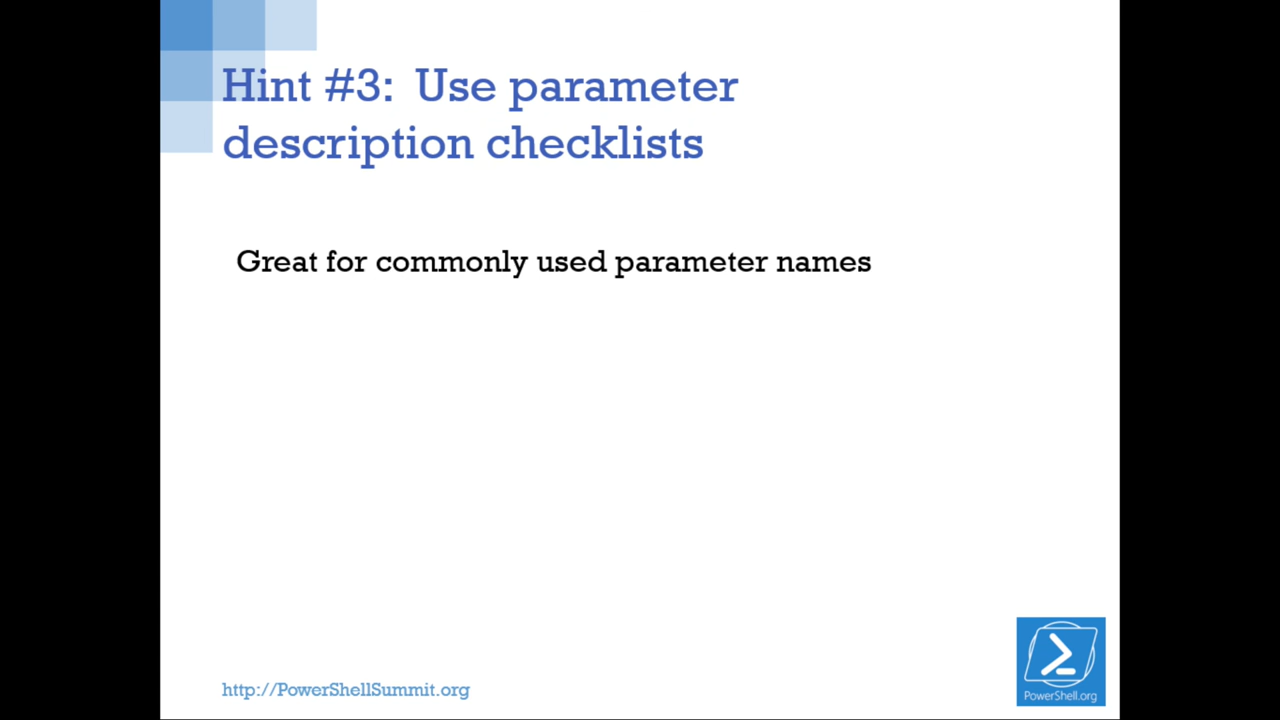 Hint #3:  Use parameter
description checklists
Great for commonly used parameter names
http://PowerShellSummit.org
PowerShell.org